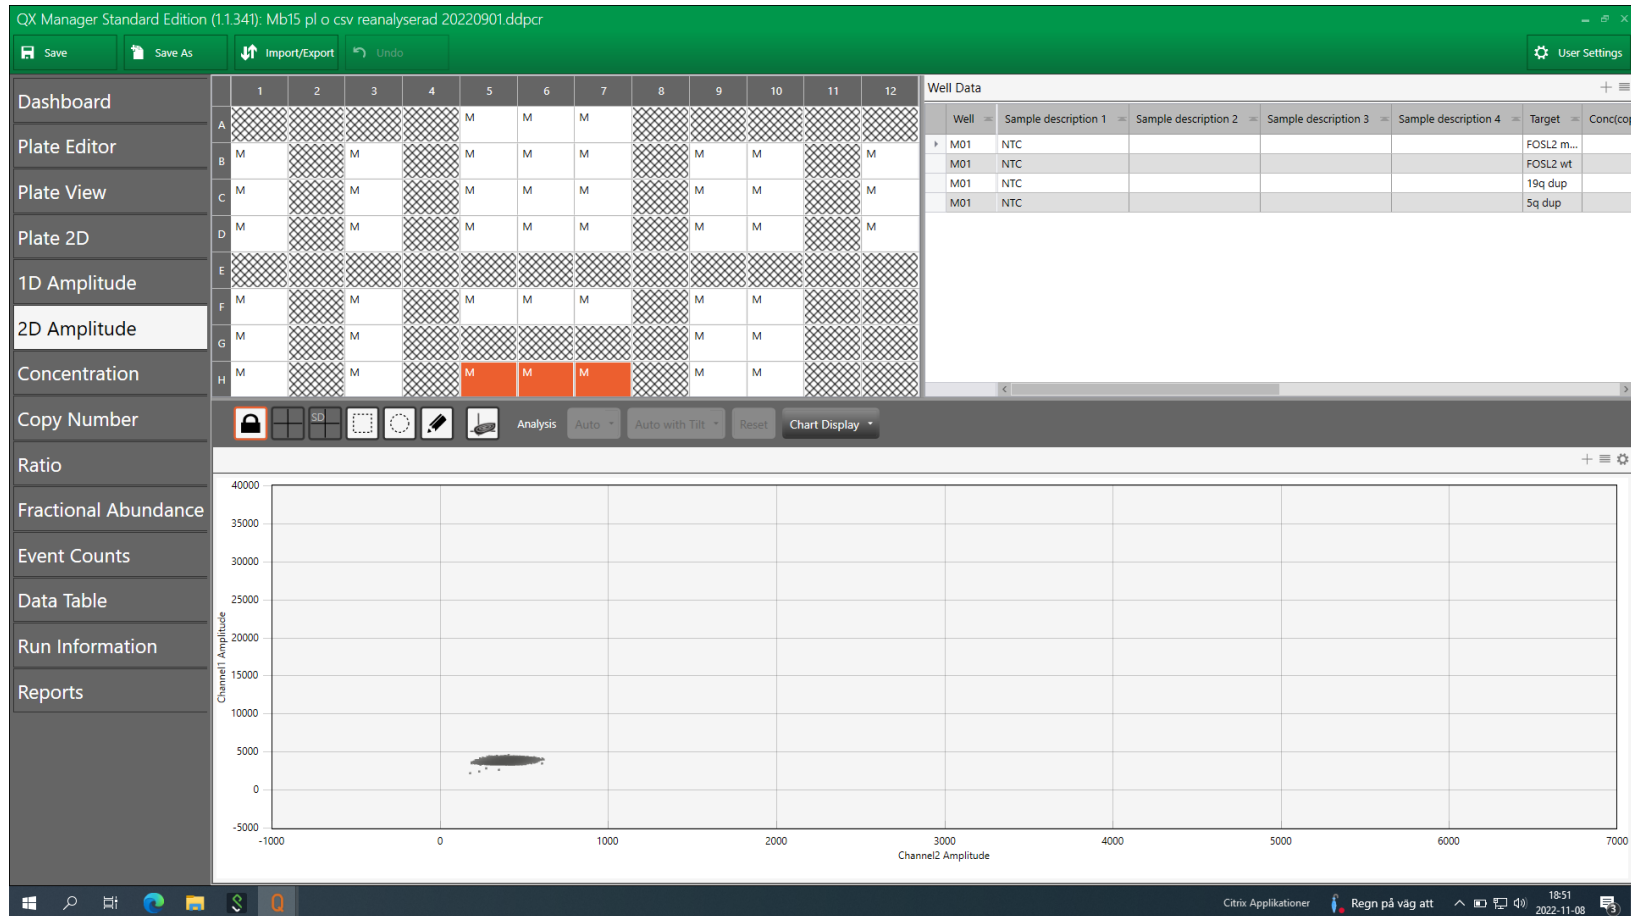 QX Manager Standard Edition (1.1.341): Mb15 pl o csv reanalyserad 20220901.ddpcr
Save Save As Import/Export Undo User Settings
Dashboard
Plate Editor
Plate View
Plate 2D
1D Amplitude
2D Amplitude
Concentration
Copy Number
Ratio
Fractional Abundance
Event Counts
Data Table
Run Information
Reports
1 2 3 4 5 6 7 8 9 10 11 12
A M M M
B M M M M M M M M
C M M M M M M M M
D M M M M M M M M
E
F M M M M M M M
G M M M M
H M M M M M M M
Well Data
Well Sample description 1 Sample description 2 Sample description 3 Sample description 4 Target Conc(cop
M01 NTC FOSL2 m...
M01 NTC FOSL2 wt
M01 NTC 19q dup
M01 NTC 5q dup
SD Analysis Auto Auto with Tilt Reset Chart Display
40000
35000
30000
25000
20000
15000
10000
5000
0
-5000
Channel1 Amplitude
-1000 0 1000 2000 3000 4000 5000 6000 7000
Channel2 Amplitude
Citrix Applikationer Regn på väg att 18:51
2022-11-08 3